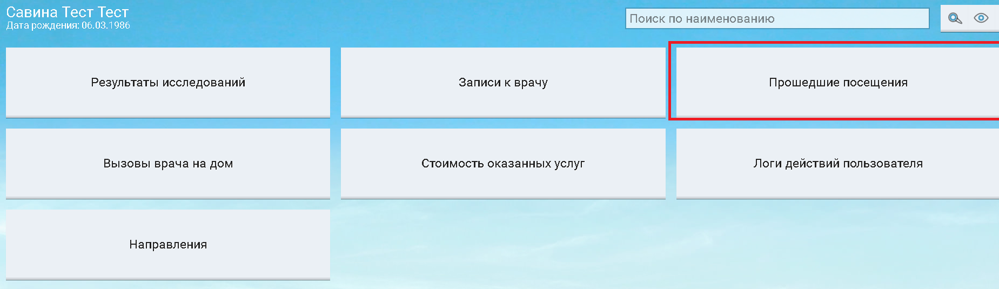 Савина Тест Тест
Дата рождения: 06.03.1986
Поиск по наименованию
Результаты исследований
Записи к врачу
Прошедшие посещения
Вызовы врача на дом
Стоимость оказанных услуг
Логи действий пользователя
Направления